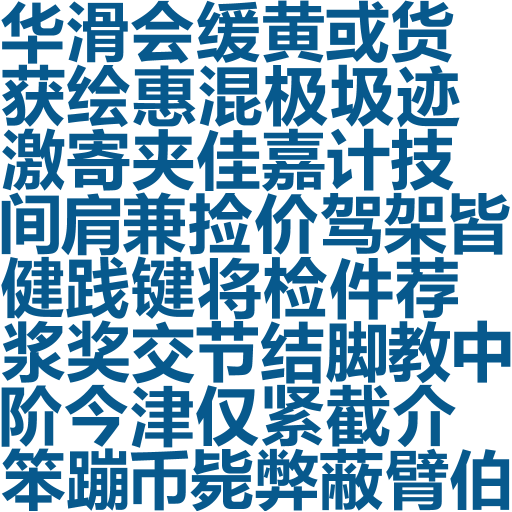 华滑会缓黄或货
获绘惠混极圾迹
激寄夹佳嘉计技
间肩兼捡价驾架皆
健践键将检件荐
浆奖交节结脚教中
阶今津仅紧截介
笨蹦币毙弊蔽臂伯